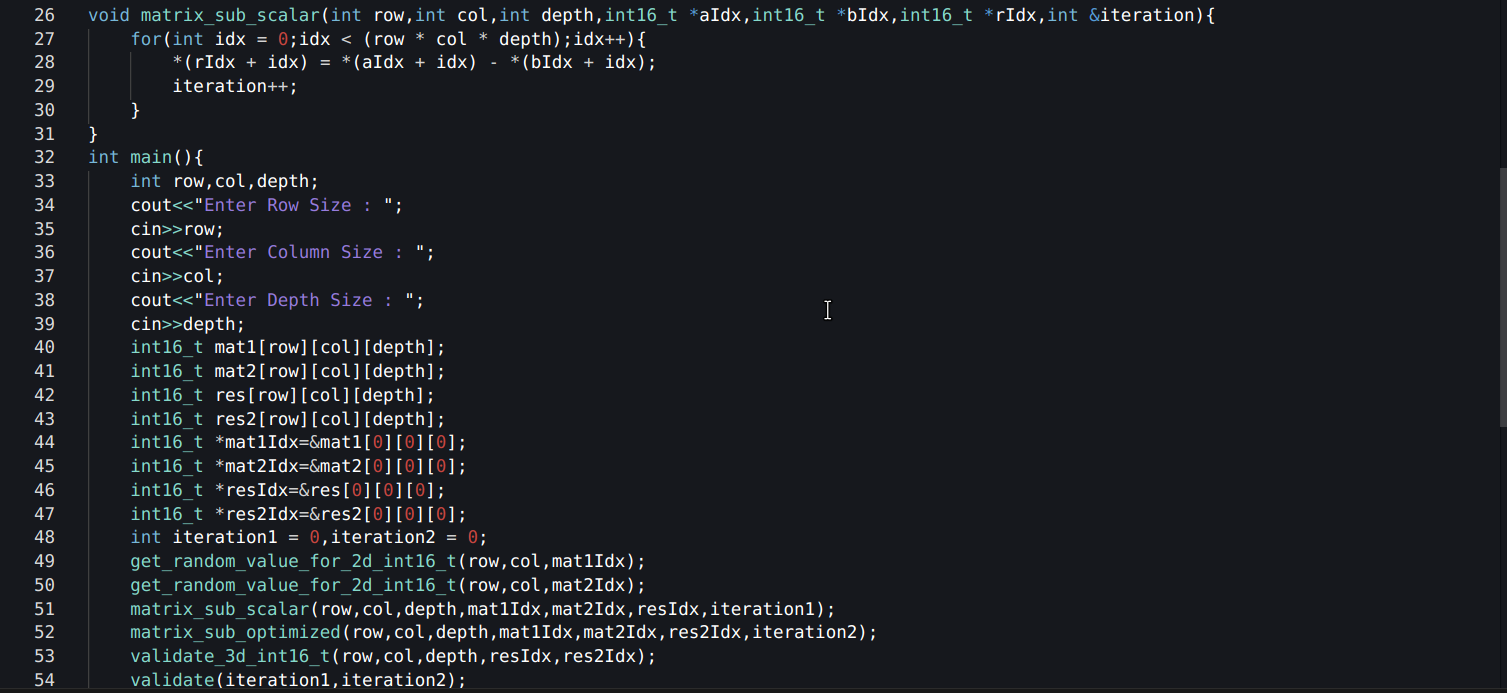 26 void matrix_sub_scalar(int row,int col,int depth,int16_t *aIdx,int16_t *bIdx,int16_t *rIdx,int &iteration){
27     for(int idx = 0;idx < (row * col * depth);idx++){
28         *(rIdx + idx) = *(aIdx + idx) - *(bIdx + idx);
29         iteration++;
30     }
31 }
32 int main(){
33     int row,col,depth;
34     cout<<"Enter Row Size : ";
35     cin>>row;
36     cout<<"Enter Column Size : ";
37     cin>>col;
38     cout<<"Enter Depth Size : ";
39     cin>>depth;
40     int16_t mat1[row][col][depth];
41     int16_t mat2[row][col][depth];
42     int16_t res[row][col][depth];
43     int16_t res2[row][col][depth];
44     int16_t *mat1Idx=&mat1[0][0][0];
45     int16_t *mat2Idx=&mat2[0][0][0];
46     int16_t *resIdx=&res[0][0][0];
47     int16_t *res2Idx=&res2[0][0][0];
48     int iteration1 = 0,iteration2 = 0;
49     get_random_value_for_2d_int16_t(row,col,mat1Idx);
50     get_random_value_for_2d_int16_t(row,col,mat2Idx);
51     matrix_sub_scalar(row,col,depth,mat1Idx,mat2Idx,resIdx,iteration1);
52     matrix_sub_optimized(row,col,depth,mat1Idx,mat2Idx,res2Idx,iteration2);
53     validate_3d_int16_t(row,col,depth,resIdx,res2Idx);
54     validate(iteration1,iteration2);